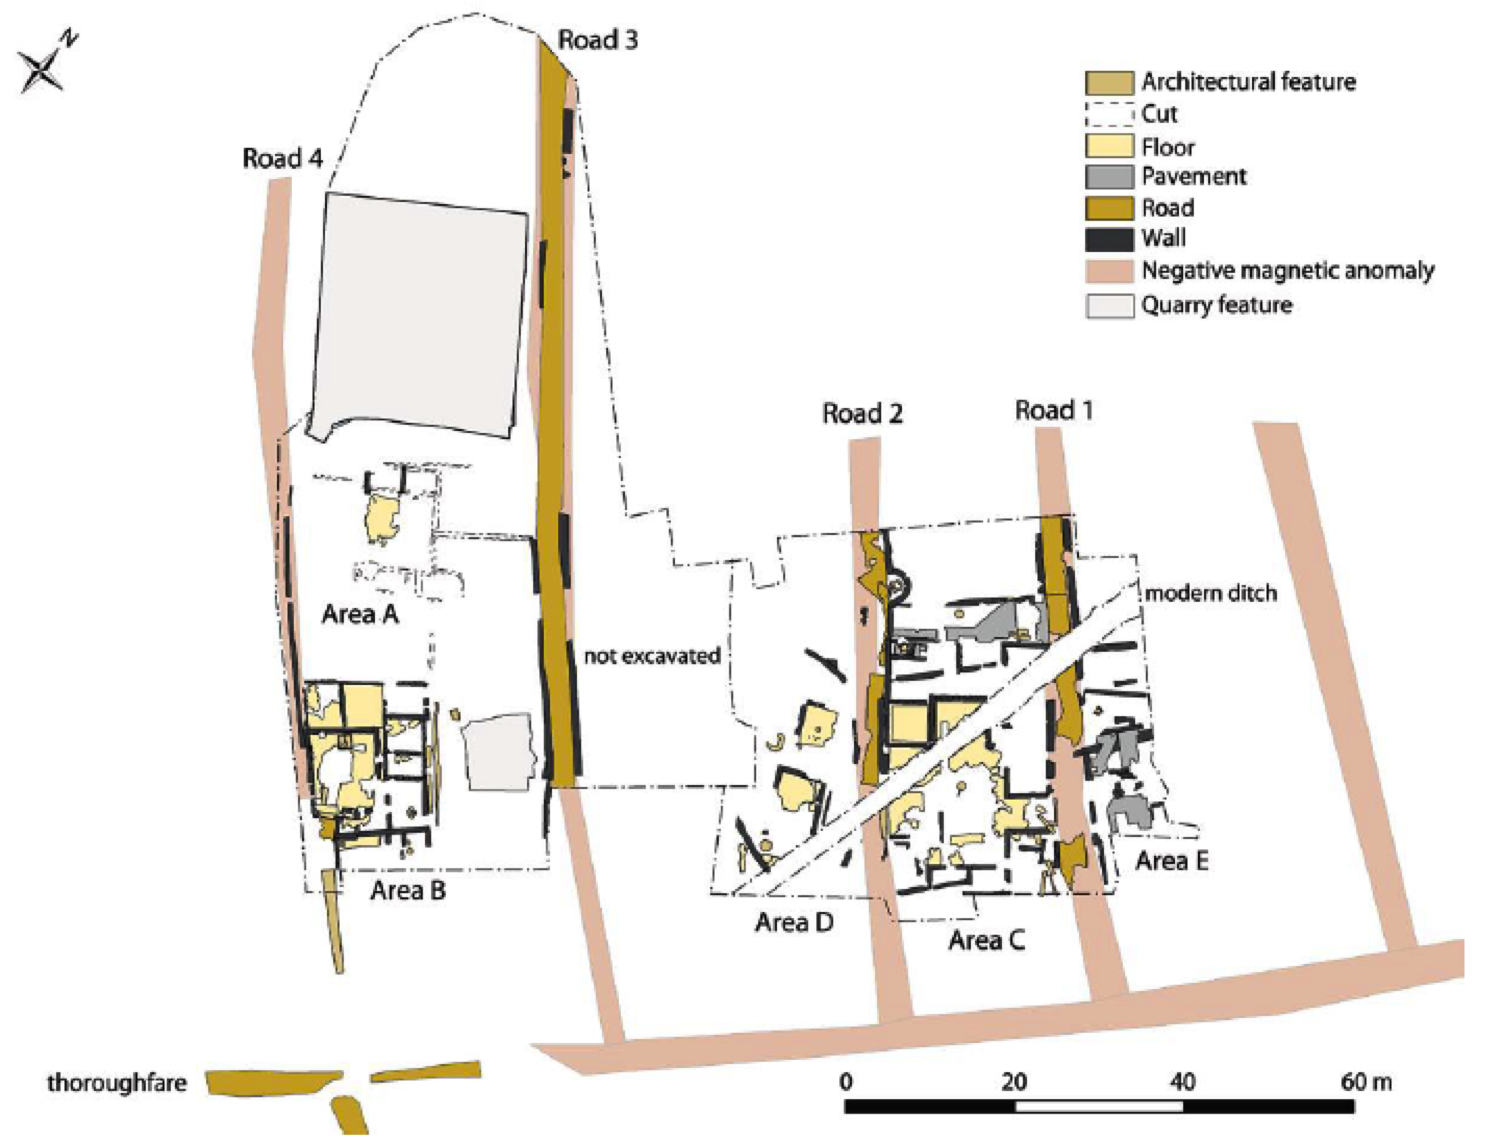 N
Road 3
Road 4
Architectural feature
Cut
Floor
Pavement
Road
Wall
Negative magnetic anomaly
Quarry feature
Road 2
Road 1
modern ditch
Area A
not excavated
Area B
Area E
Area D
Area C
thoroughfare
0 20 40 60 m